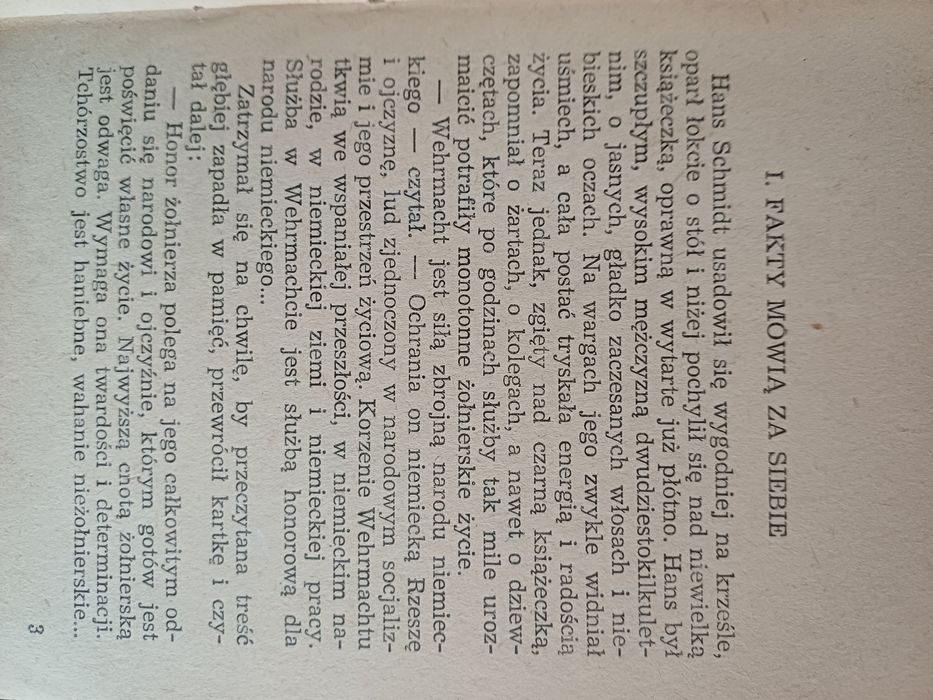 I. FAKTY MÓWIĄ ZA SIEBIE
Hans Schmidt usadowił się wygodniej na krześle,
oparł łokcie o stół i niżej pochylił się nad niewielką
książeczką, oprawną w wytarte już płótno. Hans był
szczupłym, wysokim mężczyzną dwudziestokilkulet-
nim, o jasnych, gładko zaczesanych włosach i nie-
bieskich oczach. Na wargach jego zwykle widniał
uśmiech, a cała postać tryskała energią i radością
życia. Teraz jednak, zgięty nad czarną książeczką,
zapomniał o żartach, o kolegach, a nawet o dziew-
czętach, które po godzinach służby tak mile uroz-
maicić potrafiły monotonne żołnierskie życie.
— Wehrmacht jest siłą zbrojną narodu niemiec-
kiego — czytał. — Ochrania on niemiecką Rzeszę
i ojczyznę, lud zjednoczony w narodowym socjaliz-
mie i jego przestrzeń życiową. Korzenie Wehrmachtu
tkwią we wspaniałej przeszłości, w niemieckim na-
rodzie, w niemieckiej ziemi i niemieckiej pracy.
Służba w Wehrmachcie jest służbą honorową dla
narodu niemieckiego...
Zatrzymał się na chwilę, by przeczytana treść
głębiej zapadła w pamięć, przewrócił kartkę i czy-
tał dalej:
— Honor żołnierza polega na jego całkowitym od-
daniu się narodowi i ojczyźnie, którym gotów jest
poświęcić własne życie. Najwyższą cnotą żołnierską
jest odwaga. Wymaga ona twardości i determinacji.
Tchórzostwo jest haniebne, wahanie nieżołnierskie...
3